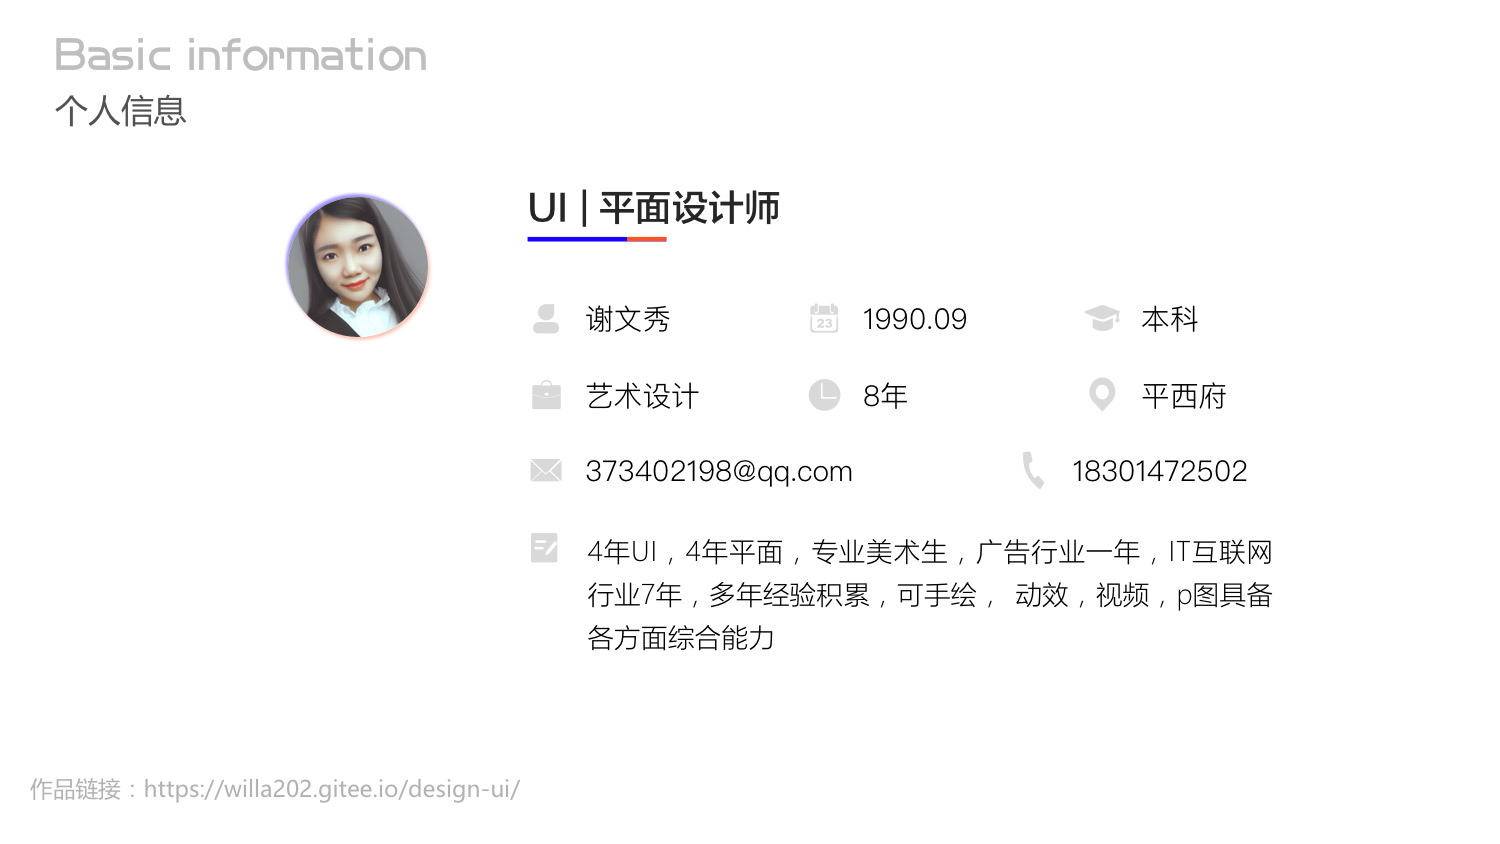 Basic information
个人信息
UI | 平面设计师
谢文秀
23
1990.09
本科
艺术设计
8年
平西府
373402198@qq.com
18301472502
4年UI，4年平面，专业美术生，广告行业一年，IT互联网
行业7年，多年经验积累，可手绘， 动效，视频，p图具备
各方面综合能力
作品链接：https://willa202.gitee.io/design-ui/